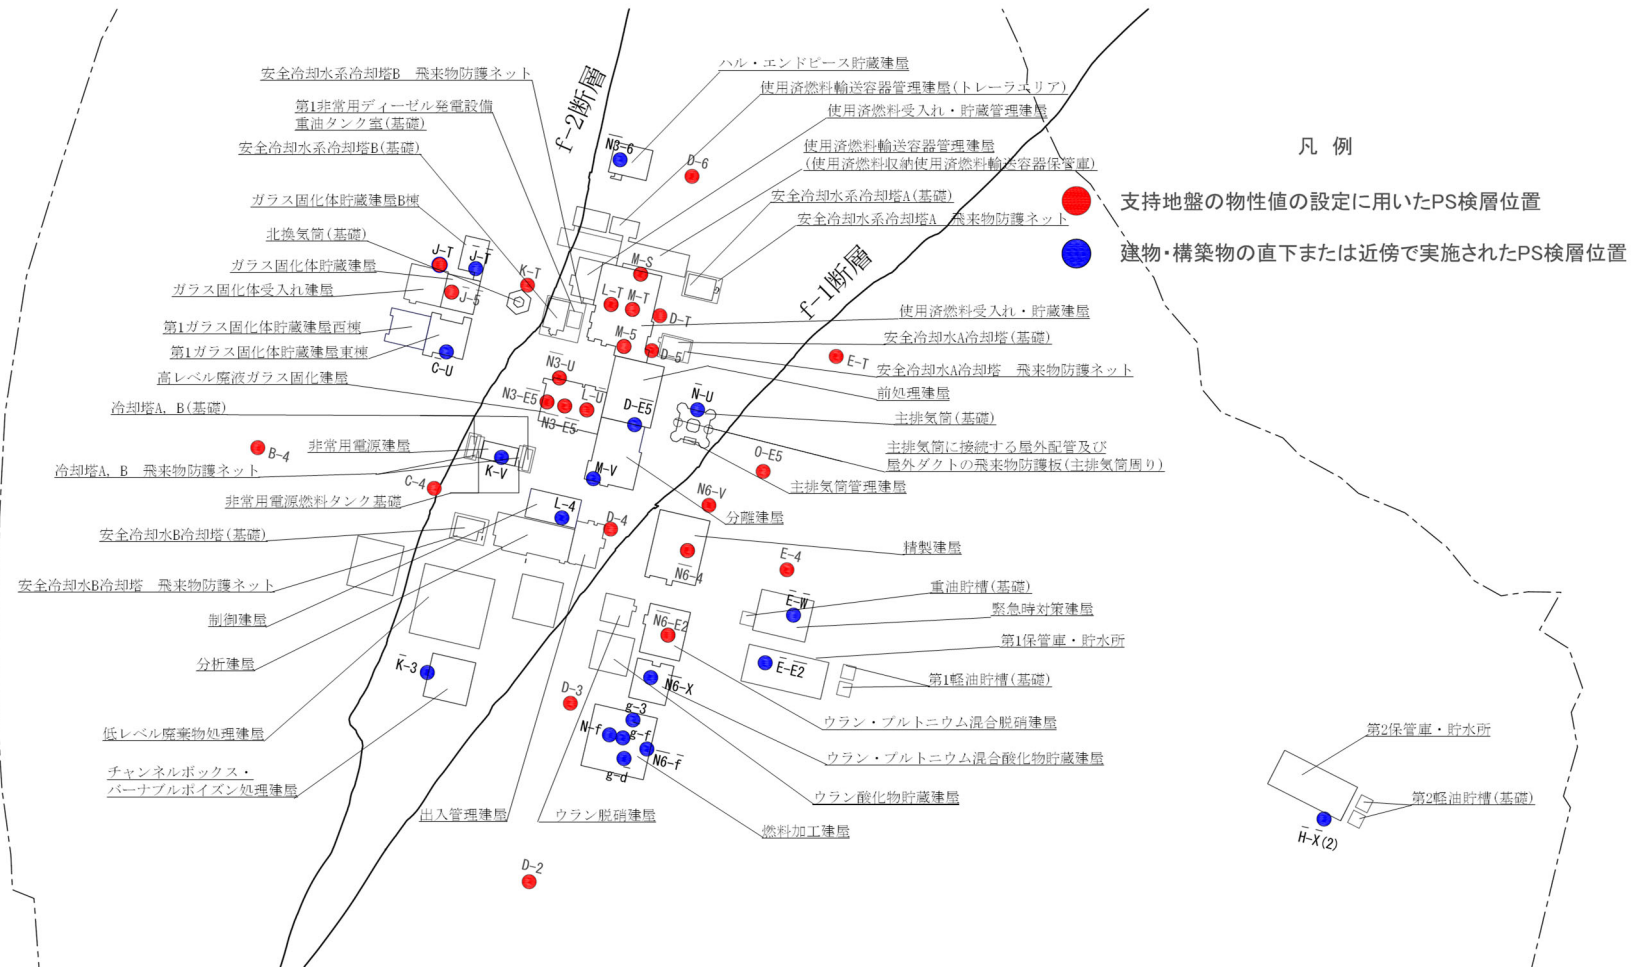 凡 例
支持地盤の物性値の設定に用いたPS検層位置
建物・構築物の直下または近傍で実施されたPS検層位置
f-2断層
f-1断層
安全冷却水系冷却塔B 飛来物防護ネット
第1非常用ディーゼル発電設備
重油タンク室(基礎)
安全冷却水系冷却塔B(基礎)
ガラス固化体貯蔵建屋B棟
北換気筒(基礎)
ガラス固化体貯蔵建屋
ガラス固化体受入れ建屋
第1ガラス固化体貯蔵建屋西棟
第1ガラス固化体貯蔵建屋東棟
高レベル廃液ガラス固化建屋
冷却塔A, B(基礎)
非常用電源建屋
冷却塔A, B 飛来物防護ネット
非常用電源燃料タンク基礎
安全冷却水B冷却塔(基礎)
安全冷却水B冷却塔 飛来物防護ネット
制御建屋
分析建屋
低レベル廃棄物処理建屋
チャンネルボックス・
バーナブルポイズン処理建屋
出入管理建屋
ハル・エンドピース貯蔵建屋
使用済燃料輸送容器管理建屋(トレーラエリア)
使用済燃料受入れ・貯蔵管理建屋
使用済燃料輸送容器管理建屋
(使用済燃料収納使用済燃料輸送容器保管庫)
安全冷却水系冷却塔A(基礎)
安全冷却水系冷却塔A 飛来物防護ネット
使用済燃料受入れ・貯蔵建屋
安全冷却水A冷却塔(基礎)
安全冷却水A冷却塔 飛来物防護ネット
前処理建屋
主排気筒(基礎)
主排気筒に接続する屋外配管及び
屋外ダクトの飛来物防護板(主排気筒周り)
主排気筒管理建屋
分離建屋
精製建屋
重油貯槽(基礎)
緊急時対策建屋
第1保管庫・貯水所
第1軽油貯槽(基礎)
ウラン・プルトニウム混合脱硝建屋
ウラン・プルトニウム混合酸化物貯蔵建屋
ウラン酸化物貯蔵建屋
ウラン脱硝建屋
燃料加工建屋
第2保管庫・貯水所
第2軽油貯槽(基礎)
N3-6
D-6
J-T
J-T̄
J-5
K-T
M-S
L-T
M-T
D-T
M-5
D-5
C-U
N3-U
N3-E5
L-U
N3-E5
D-E5
N-U
E-T
B-4
K-V
M-V
O-E5
C-4
N6-V
L-4
D-4
N6-4
E-4
E-W
N6-E2
K-3
E-E2
N6-X
D-3
g-3
N-f
g-f
N6-f
g-d
D-2
H-X(2)